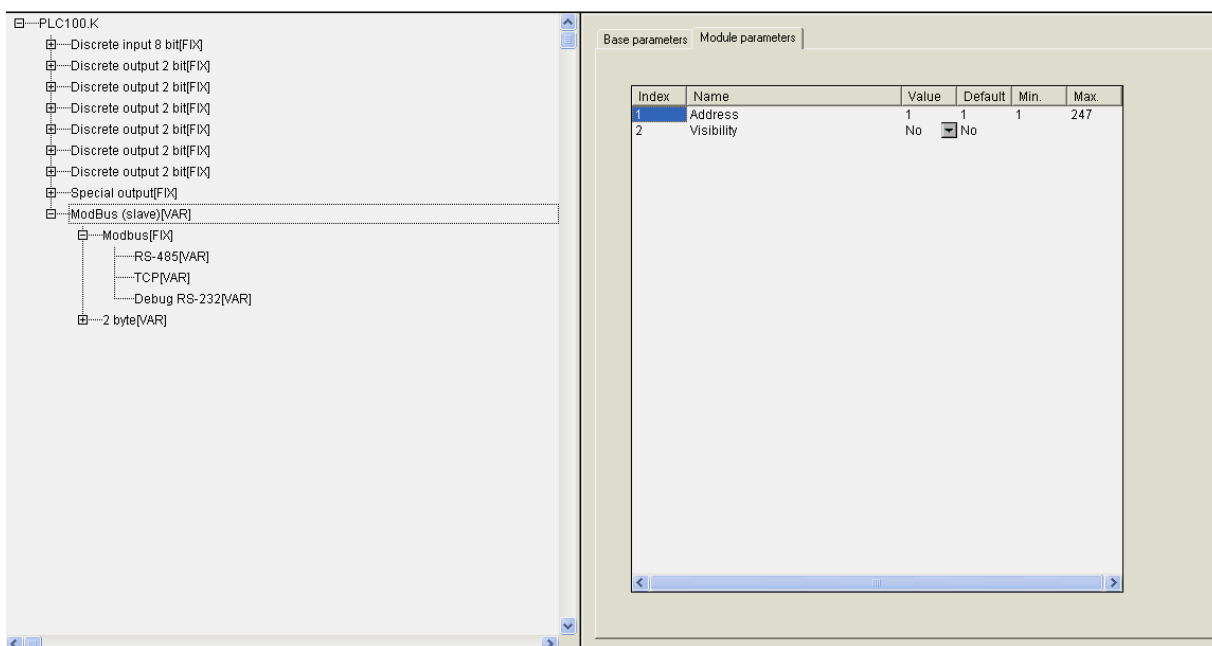 PLC100.K
Discrete input 8 bit[FIX]
Discrete output 2 bit[FIX]
Discrete output 2 bit[FIX]
Discrete output 2 bit[FIX]
Discrete output 2 bit[FIX]
Discrete output 2 bit[FIX]
Discrete output 2 bit[FIX]
Special output[FIX]
ModBus (slave)[VAR]
Modbus[FIX]
RS-485[VAR]
TCP[VAR]
Debug RS-232[VAR]
2 byte[VAR]
Base parameters Module parameters
Index Name Value Default Min. Max.
1 Address 1 1 1 247
2 Visibility No No